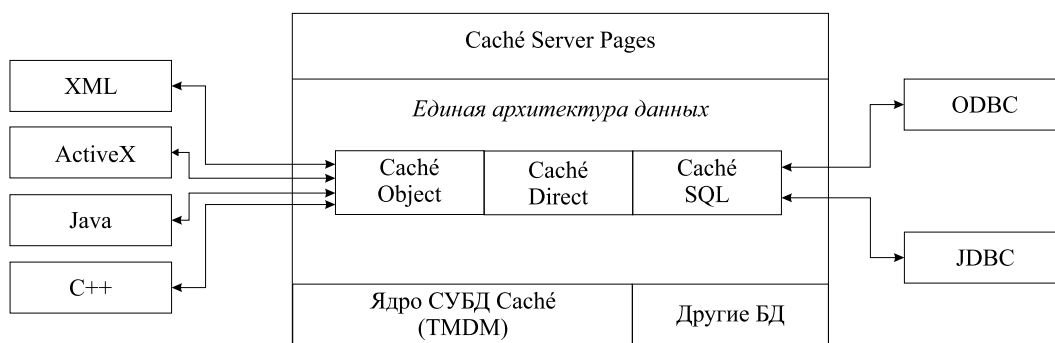 Caché Server Pages
Единая архитектура данных
XML
ActiveX
Java
C++
Caché
Object
Caché
Direct
Caché
SQL
ODBC
JDBC
Ядро СУБД Caché
(TMDM)
Другие БД